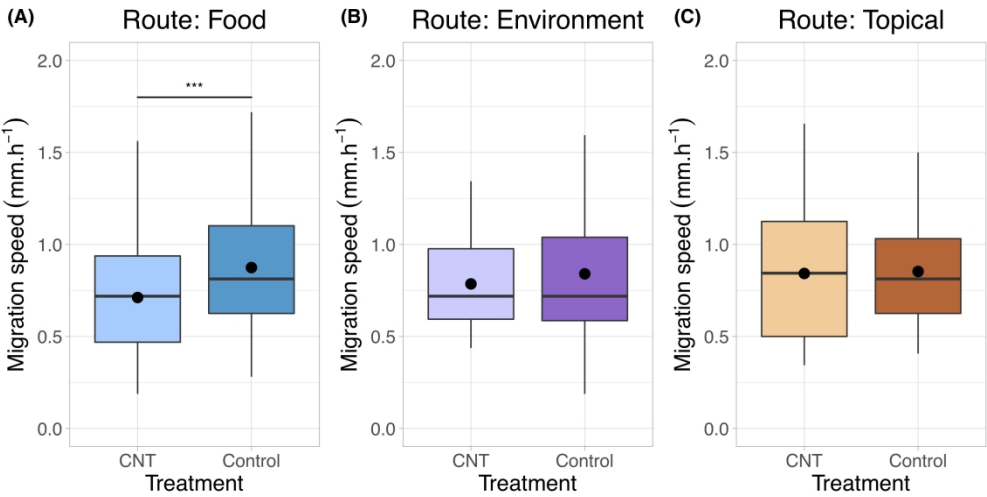 (A) Route: Food
Migration speed (mm.h⁻¹)
2.0
1.5
1.0
0.5
0.0
***
CNT Control
Treatment
(B) Route: Environment
Migration speed (mm.h⁻¹)
2.0
1.5
1.0
0.5
0.0
CNT Control
Treatment
(C) Route: Topical
Migration speed (mm.h⁻¹)
2.0
1.5
1.0
0.5
0.0
CNT Control
Treatment